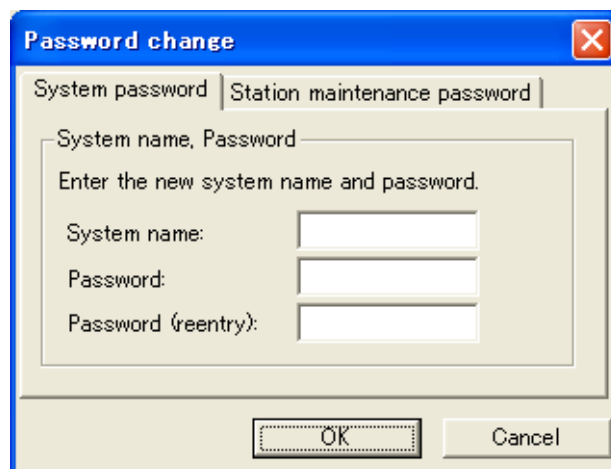 Password change
System password
Station maintenance password
System name, Password
Enter the new system name and password.
System name:
Password:
Password (reentry):
OK
Cancel